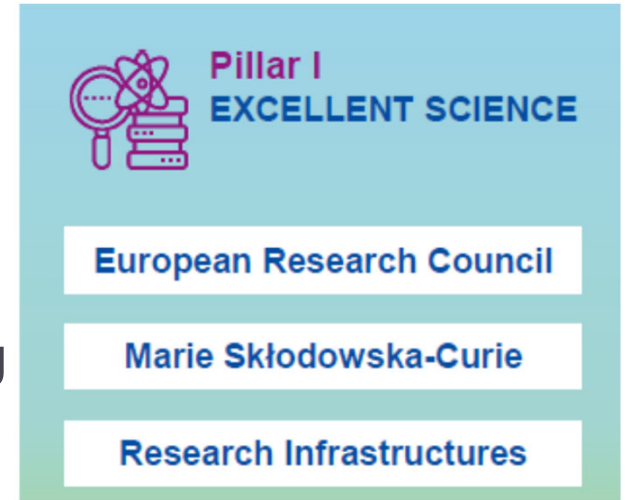 Pillar I
EXCELLENT SCIENCE
European Research Council
g
Marie Skłodowska-Curie
Research Infrastructures